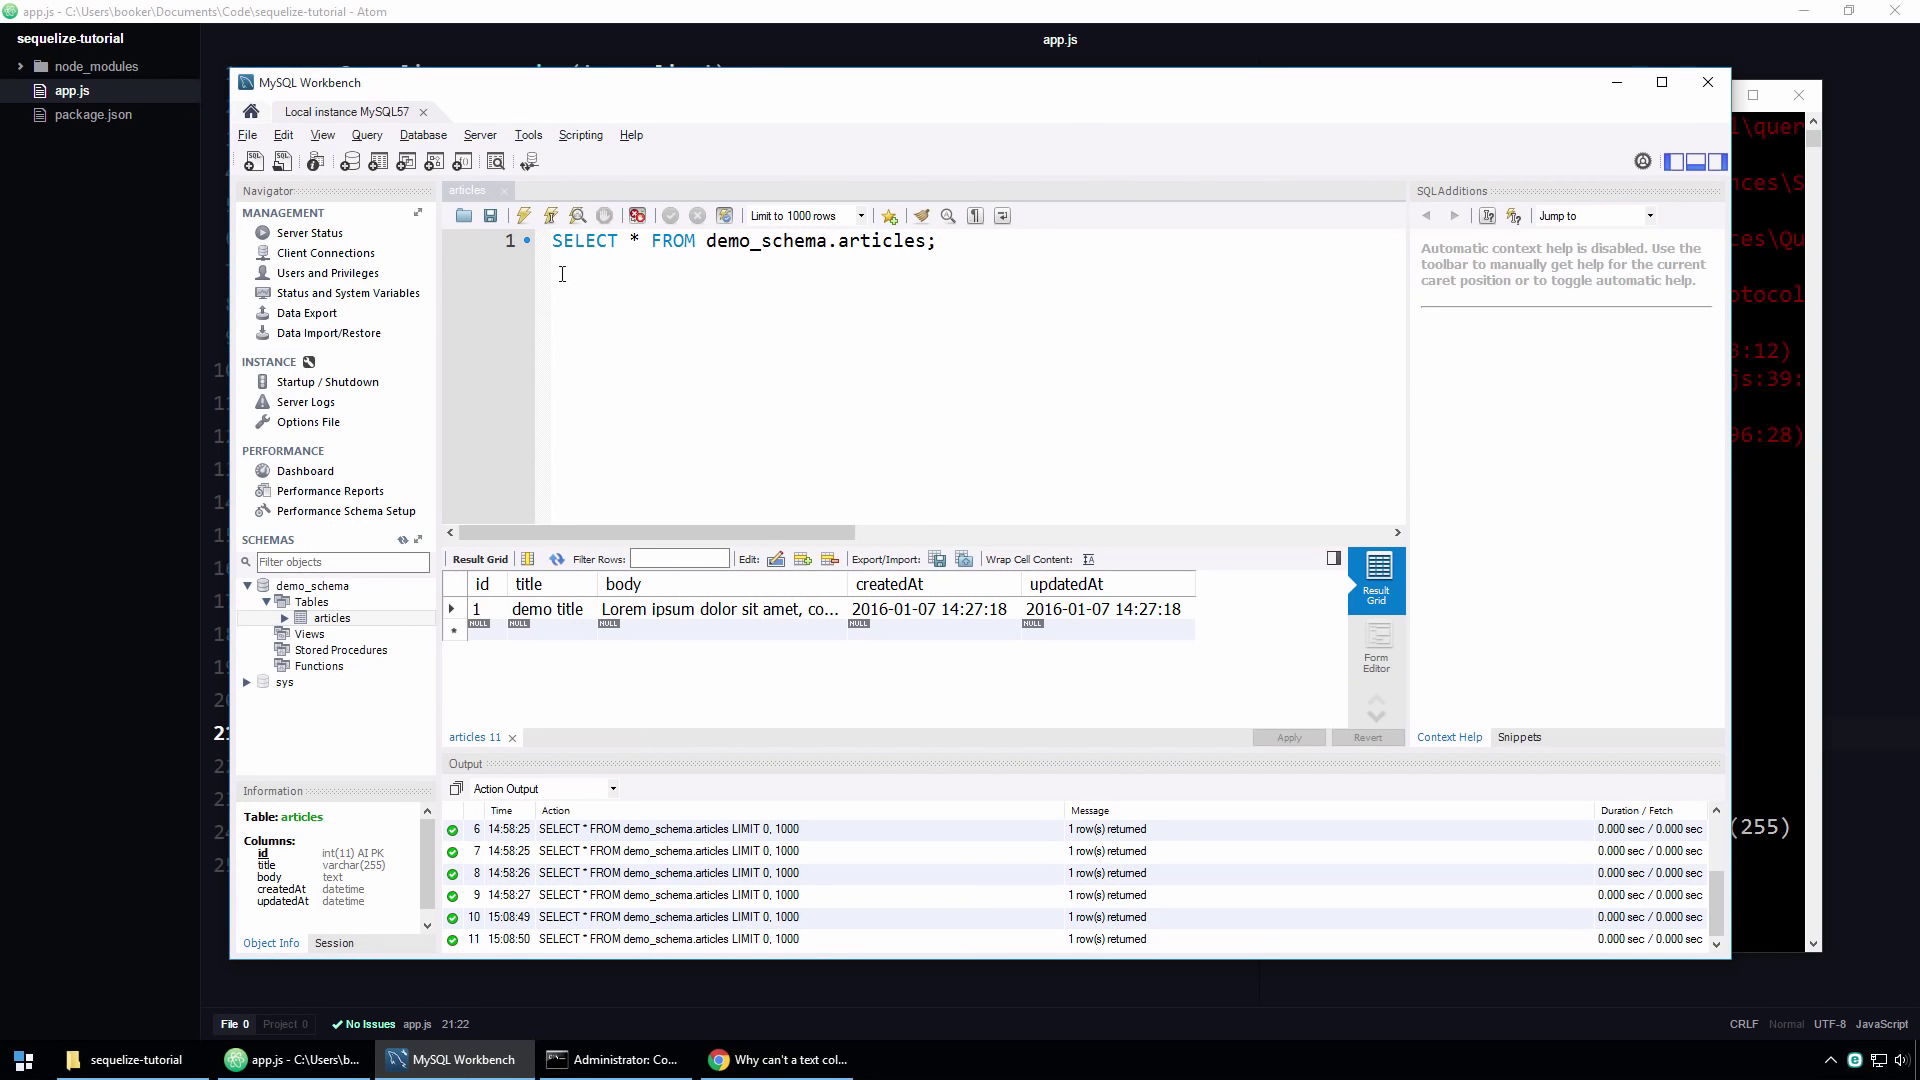 app.js - C:\Users\booker\Documents\Code\sequelize-tutorial - Atom
sequelize-tutorial
app.js
node_modules
app.js
package.json
MySQL Workbench
Local instance MySQL57
File Edit View Query Database Server Tools Scripting Help
Navigator
MANAGEMENT
Server Status
Client Connections
Users and Privileges
Status and System Variables
Data Export
Data Import/Restore
INSTANCE
Startup / Shutdown
Server Logs
Options File
PERFORMANCE
Dashboard
Performance Reports
Performance Schema Setup
SCHEMAS
Filter objects
demo_schema
Tables
articles
Views
Stored Procedures
Functions
sys
Information
Table: articles
Columns:
id int(11) AI PK
title varchar(255)
body text
createdAt datetime
updatedAt datetime
Object Info Session
articles
Limit to 1000 rows
1 SELECT * FROM demo_schema.articles;
Result Grid Filter Rows: Edit: Export/Import: Wrap Cell Content:
id title body createdAt updatedAt
1 demo title Lorem ipsum dolor sit amet, co... 2016-01-07 14:27:18 2016-01-07 14:27:18
NULL NULL NULL NULL NULL
Result
Grid
Form
Editor
articles 11 Apply Revert
SQLAdditions
Jump to
Automatic context help is disabled. Use the
toolbar to manually get help for the current
caret position or to toggle automatic help.
Context Help Snippets
Output
Action Output
Time Action Message Duration / Fetch
6 14:58:25 SELECT * FROM demo_schema.articles LIMIT 0, 1000 1 row(s) returned 0.000 sec / 0.000 sec
7 14:58:25 SELECT * FROM demo_schema.articles LIMIT 0, 1000 1 row(s) returned 0.000 sec / 0.000 sec
8 14:58:26 SELECT * FROM demo_schema.articles LIMIT 0, 1000 1 row(s) returned 0.000 sec / 0.000 sec
9 14:58:27 SELECT * FROM demo_schema.articles LIMIT 0, 1000 1 row(s) returned 0.000 sec / 0.000 sec
10 15:08:49 SELECT * FROM demo_schema.articles LIMIT 0, 1000 1 row(s) returned 0.000 sec / 0.000 sec
11 15:08:50 SELECT * FROM demo_schema.articles LIMIT 0, 1000 1 row(s) returned 0.000 sec / 0.000 sec
l\quer
nces\S
nces\Qu
otocol
:12)
js:39:
96:28)
(255)
File 0 Project 0 No Issues app.js 21:22 CRLF Normal UTF-8 JavaScript
sequelize-tutorial app.js - C:\Users\b... MySQL Workbench Administrator: Co... Why can't a text col...